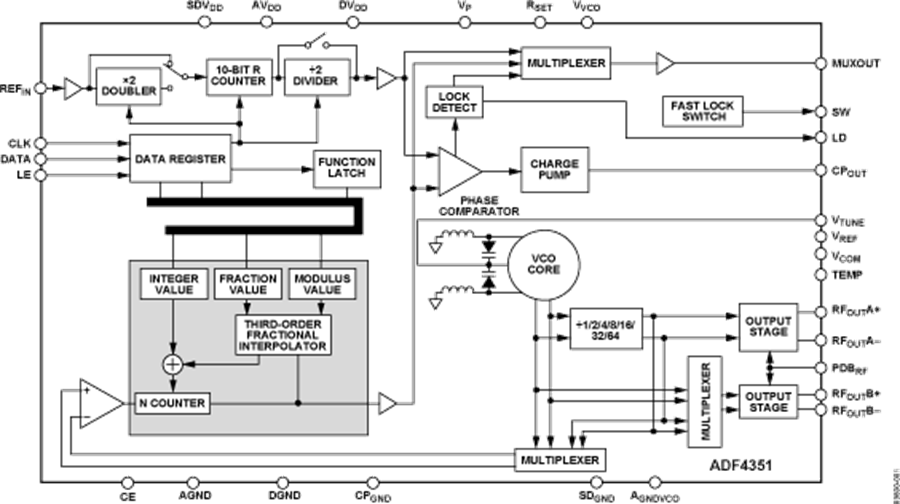 SDVDD AVDD DVDD VP RSET VVCO
REFIN
×2
DOUBLER
10-BIT R
COUNTER
÷2
DIVIDER
MULTIPLEXER
MUXOUT
LOCK
DETECT
FAST LOCK
SWITCH
SW
LD
CLK
DATA
LE
DATA REGISTER
FUNCTION
LATCH
CHARGE
PUMP
CPOUT
PHASE
COMPARATOR
VTUNE
VREF
VCOM
TEMP
VCO
CORE
INTEGER
VALUE
FRACTION
VALUE
MODULUS
VALUE
THIRD-ORDER
FRACTIONAL
INTERPOLATOR
÷1/2/4/8/16/
32/64
OUTPUT
STAGE
RFOUTA+
RFOUTA−
PDBRF
+
−
N COUNTER
MULTIPLEXER
OUTPUT
STAGE
RFOUTB+
RFOUTB−
MULTIPLEXER
ADF4351
CE AGND DGND CPGND SDGND AGNDVCO